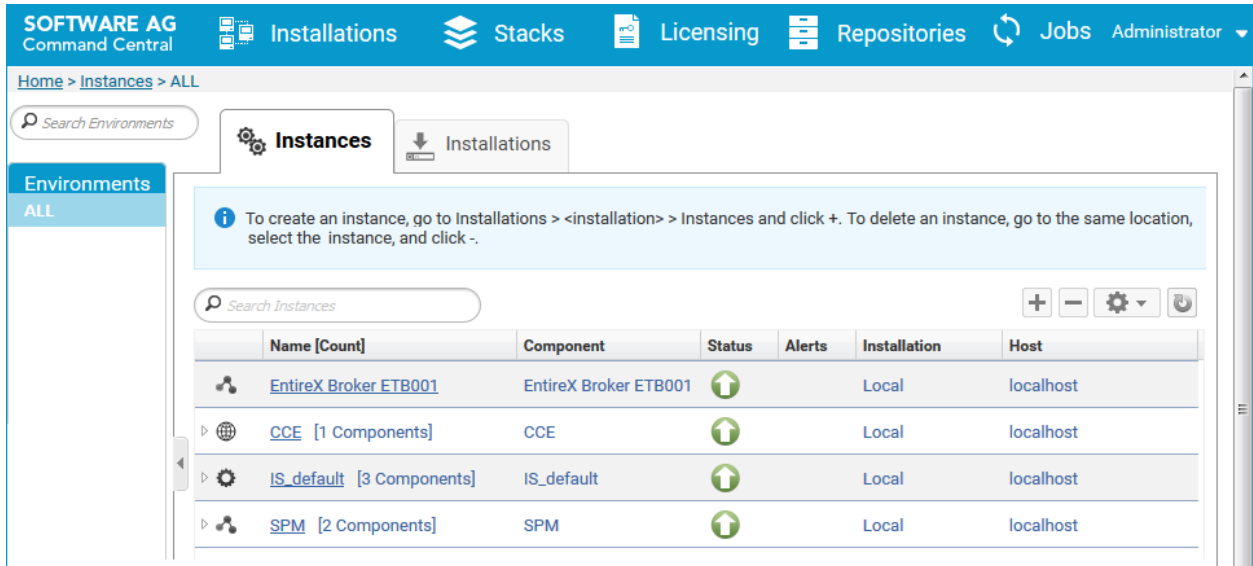 SOFTWARE AG
Command Central
Installations
Stacks
Licensing
Repositories
Jobs
Administrator
Home > Instances > ALL
Search Environments
Instances
Installations
Environments
ALL
To create an instance, go to Installations > <installation> > Instances and click +. To delete an instance, go to the same location,
select the instance, and click -.
Search Instances
Name [Count] Component Status Alerts Installation Host
EntireX Broker ETB001 EntireX Broker ETB001 Local localhost
CCE [1 Components] CCE Local localhost
IS_default [3 Components] IS_default Local localhost
SPM [2 Components] SPM Local localhost